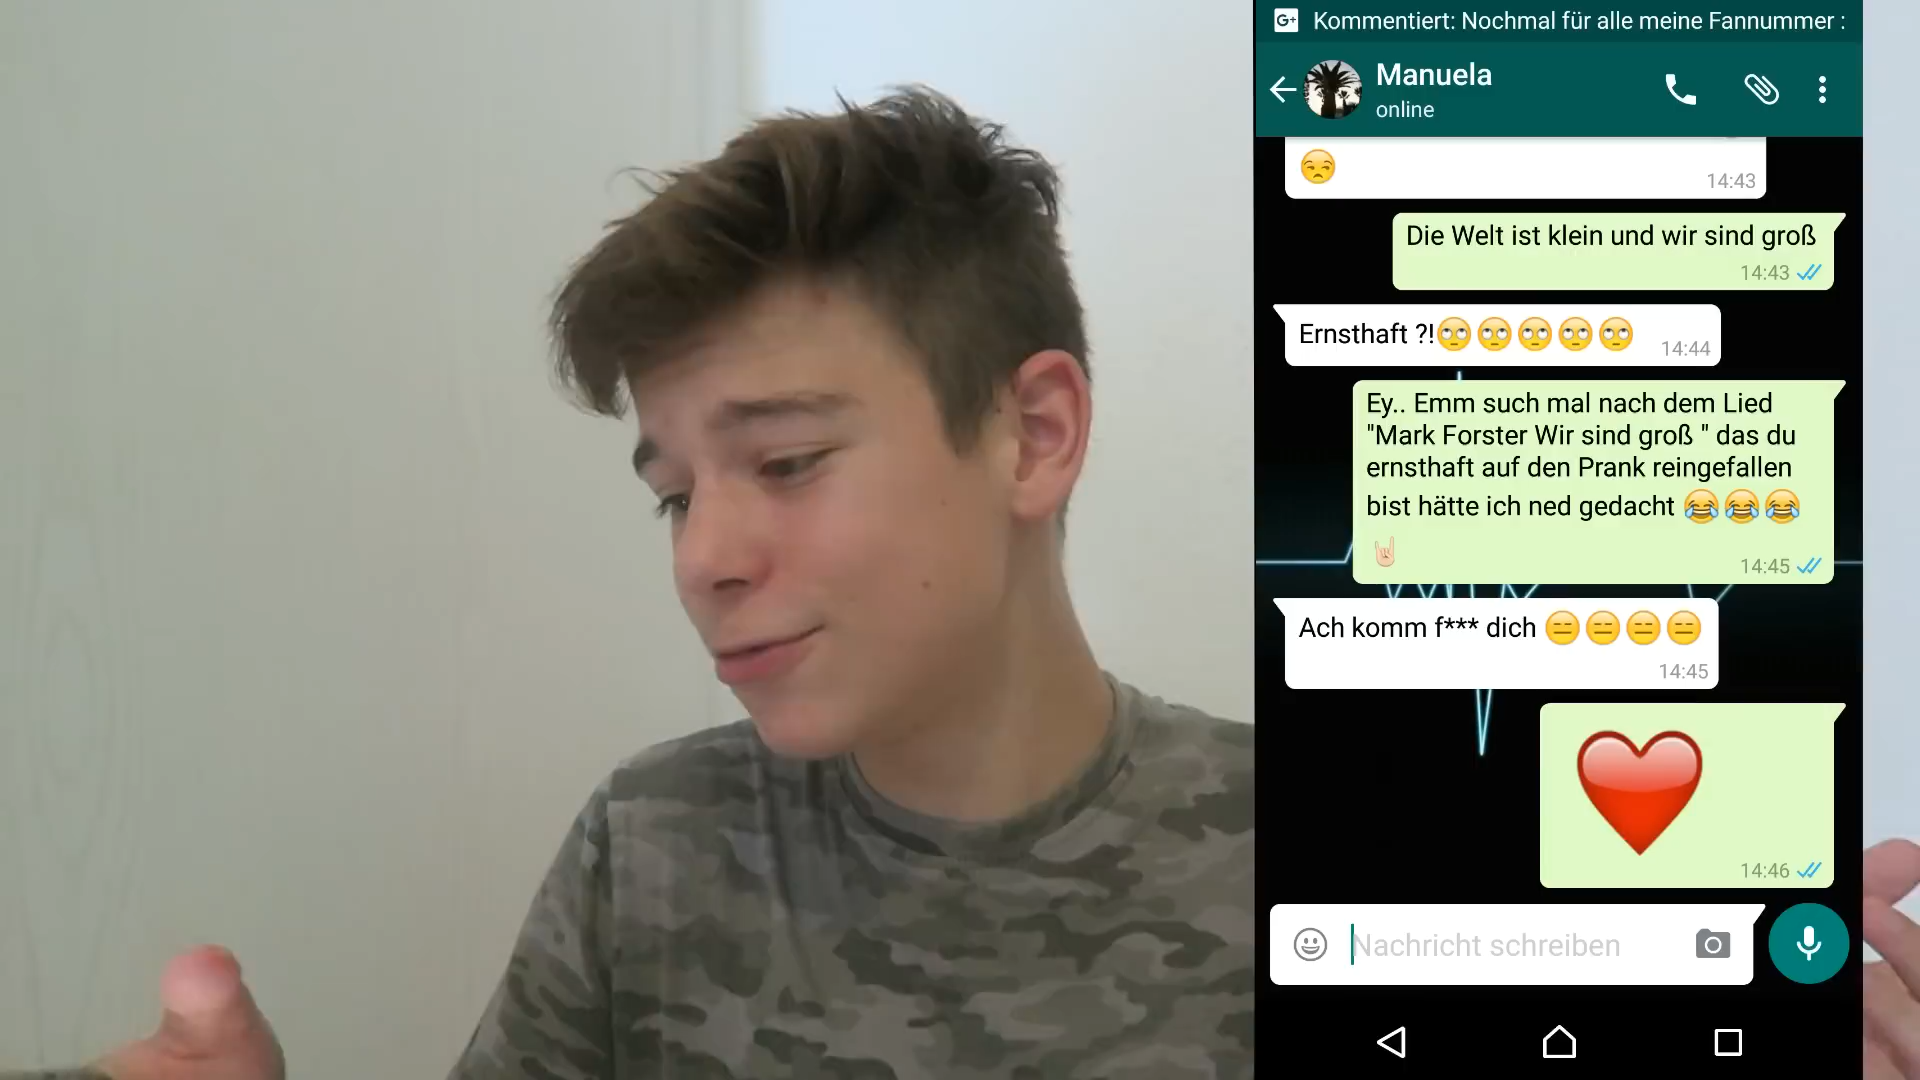 G+ Kommentiert: Nochmal für alle meine Fannummer :
Manuela
online
14:43
Die Welt ist klein und wir sind groß
14:43
Ernsthaft ?!🙄🙄🙄🙄🙄
14:44
Ey.. Emm such mal nach dem Lied
"Mark Forster Wir sind groß " das du
ernsthaft auf den Prank reingefallen
bist hätte ich ned gedacht 😂😂😂
🤘🏻
14:45
Ach komm f*** dich 😑😑😑😑
14:45
14:46
Nachricht schreiben